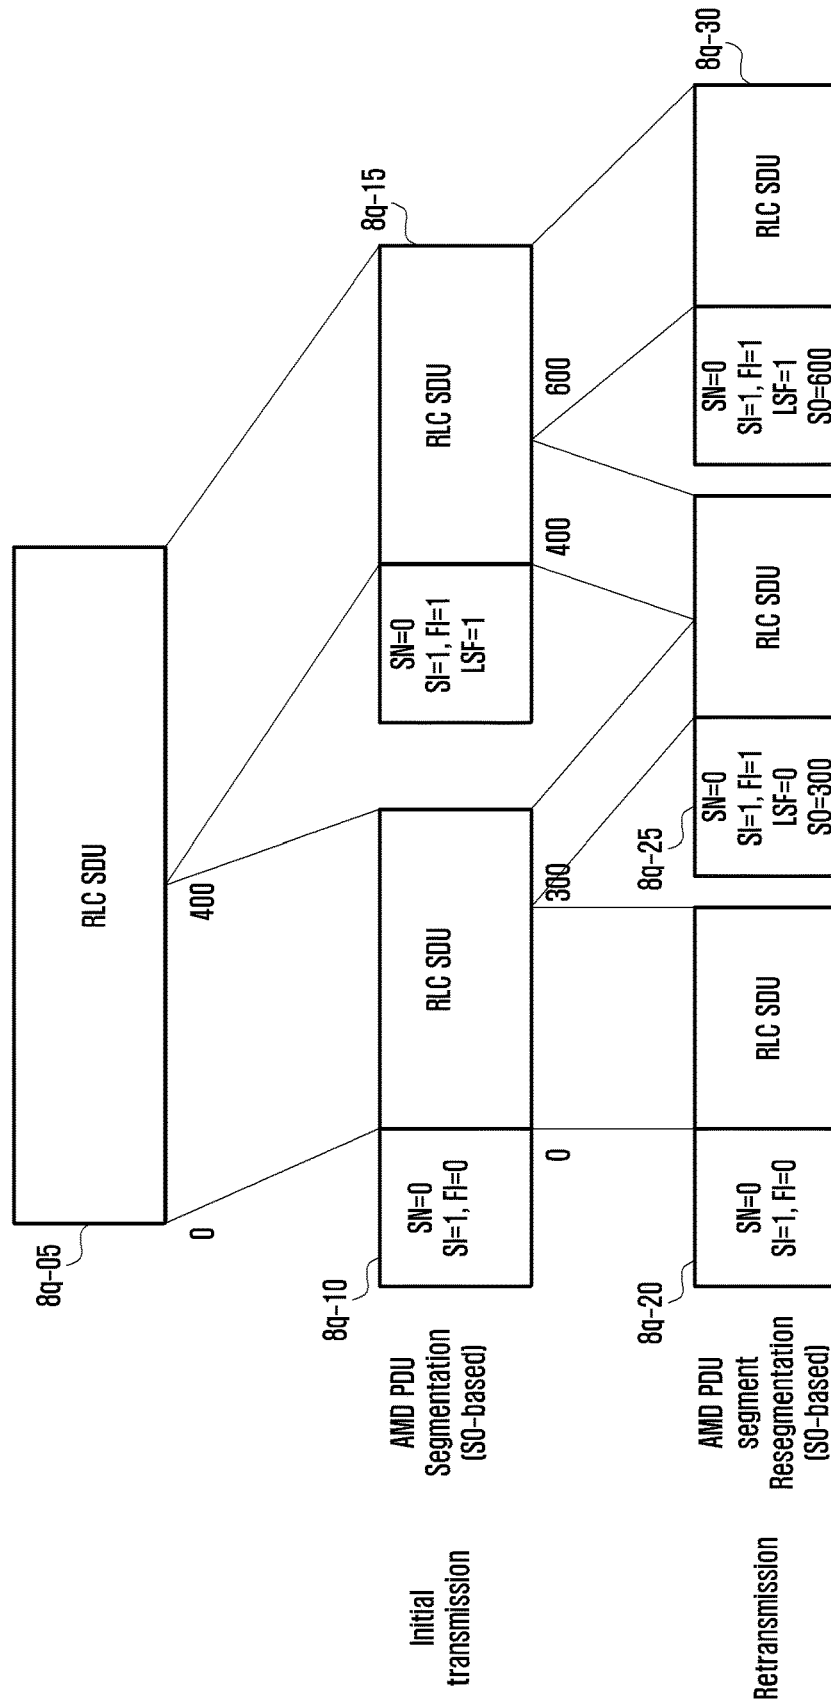 8q-05
RLC SDU
0
400
Initial
transmission
AMD PDU
Segmentation
(SO-based)
8q-10
SN=0
SI=1, FI=0
RLC SDU
SN=0
SI=1, FI=1
LSF=1
RLC SDU
8q-15
0
300
400
600
Retransmission
AMD PDU
segment
Resegmentation
(SO-based)
8q-20
SN=0
SI=1, FI=0
RLC SDU
8q-25
SN=0
SI=1, FI=1
LSF=0
SO=300
RLC SDU
SN=0
SI=1, FI=1
LSF=1
SO=600
RLC SDU
8q-30